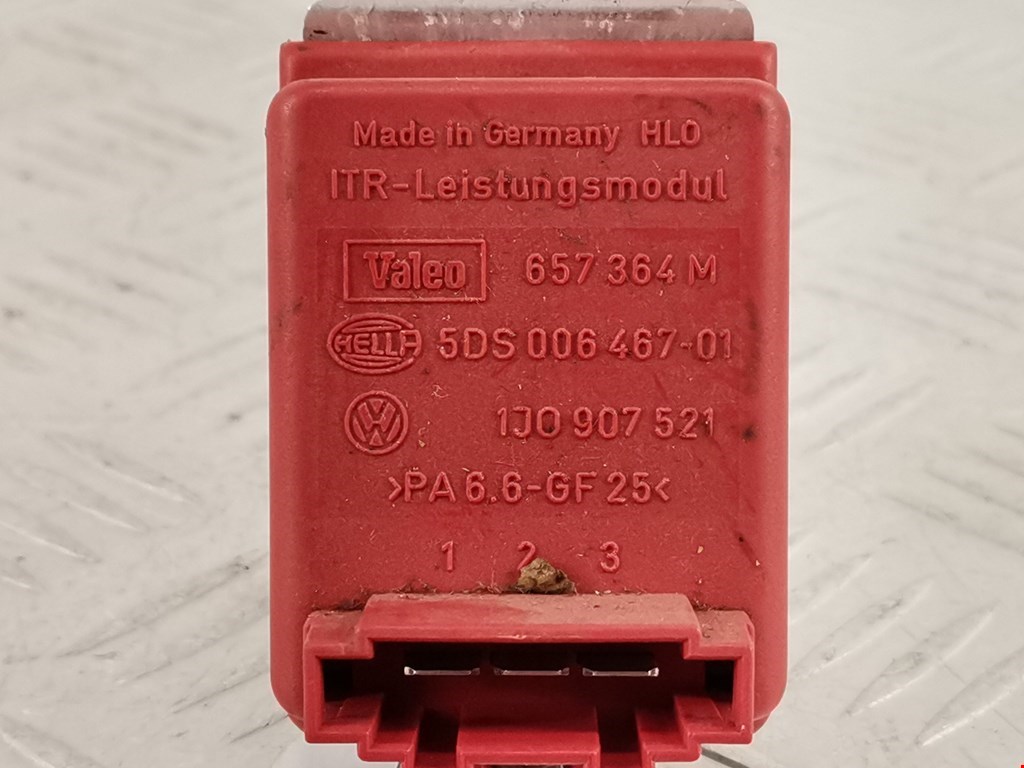 Made in Germany HLO
ITR-Leistungsmodul
Valeo 657 364 M
HELLA 5DS 006 467-01
VW 1J0 907 521
>PA 6.6-GF 25<
1 2 3